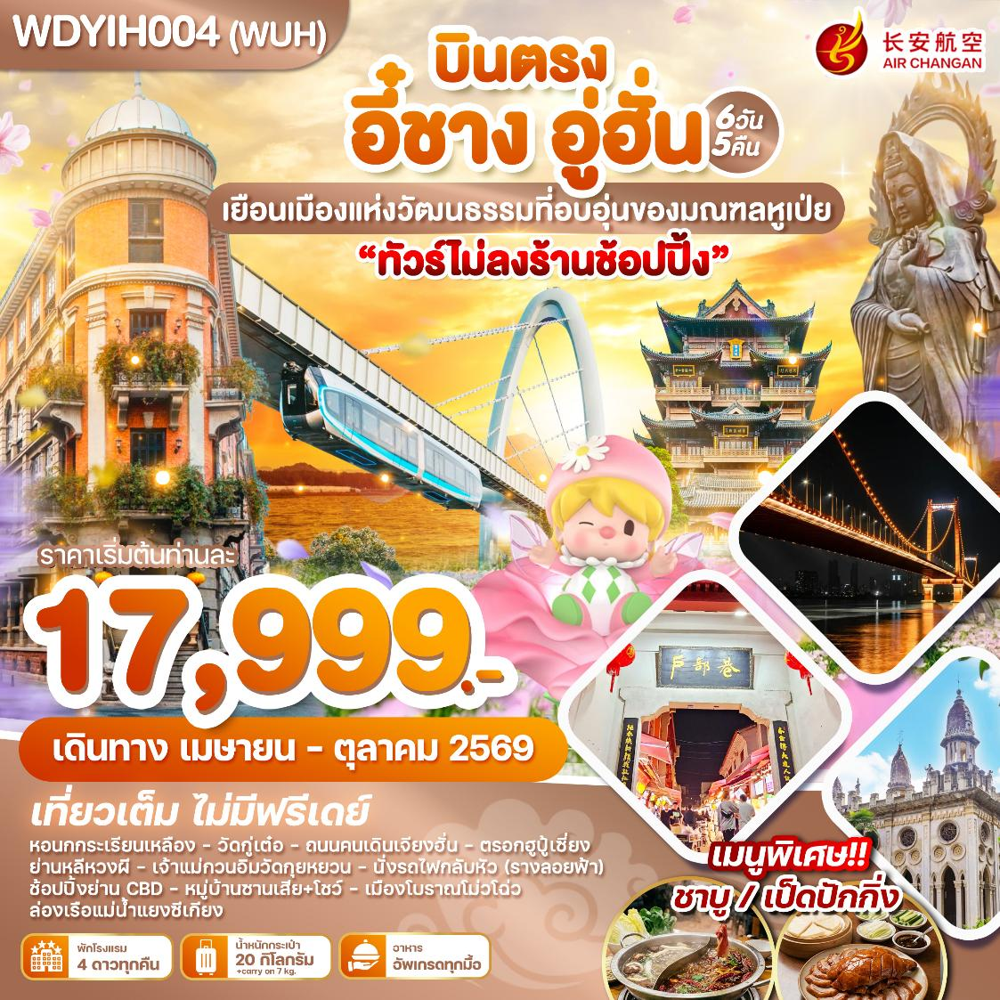 WDYIH004 (WUH)
长安航空
AIR CHANGAN
บินตรง
อี๋ชาง อู่ฮั่น
6วัน
5คืน
เยือนเมืองแห่งวัฒนธรรมที่อบอุ่นของมณฑลหูเป่ย
“ทัวร์ไม่ลงร้านช้อปปิ้ง”
ราคาเริ่มต้นท่านละ
17,999.-
เดินทาง เมษายน - ตุลาคม 2569
户部巷
เที่ยวเต็ม ไม่มีฟรีเดย์
หอนกกระเรียนเหลือง - วัดกู่เต๋อ - ถนนคนเดินเจียงฮั่น - ตรอกฮูปู้เซี่ยง
ย่านหลีหวงผี - เจ้าแม่กวนอิมวัดกุยหยวน - นั่งรถไฟกลับหัว (รางลอยฟ้า)
ช้อปปิ้งย่าน CBD - หมู่บ้านซานเสีย+โชว์ - เมืองโบราณโม่วโฉ่ว
ล่องเรือแม่น้ำแยงซีเกียง
เมนูพิเศษ!!
ชาบู / เป็ดปักกิ่ง
พักโรงแรม
4 ดาวทุกคืน
น้ำหนักกระเป๋า
20 กิโลกรัม
+carry on 7 kg.
อาหาร
อัพเกรดทุกมื้อ